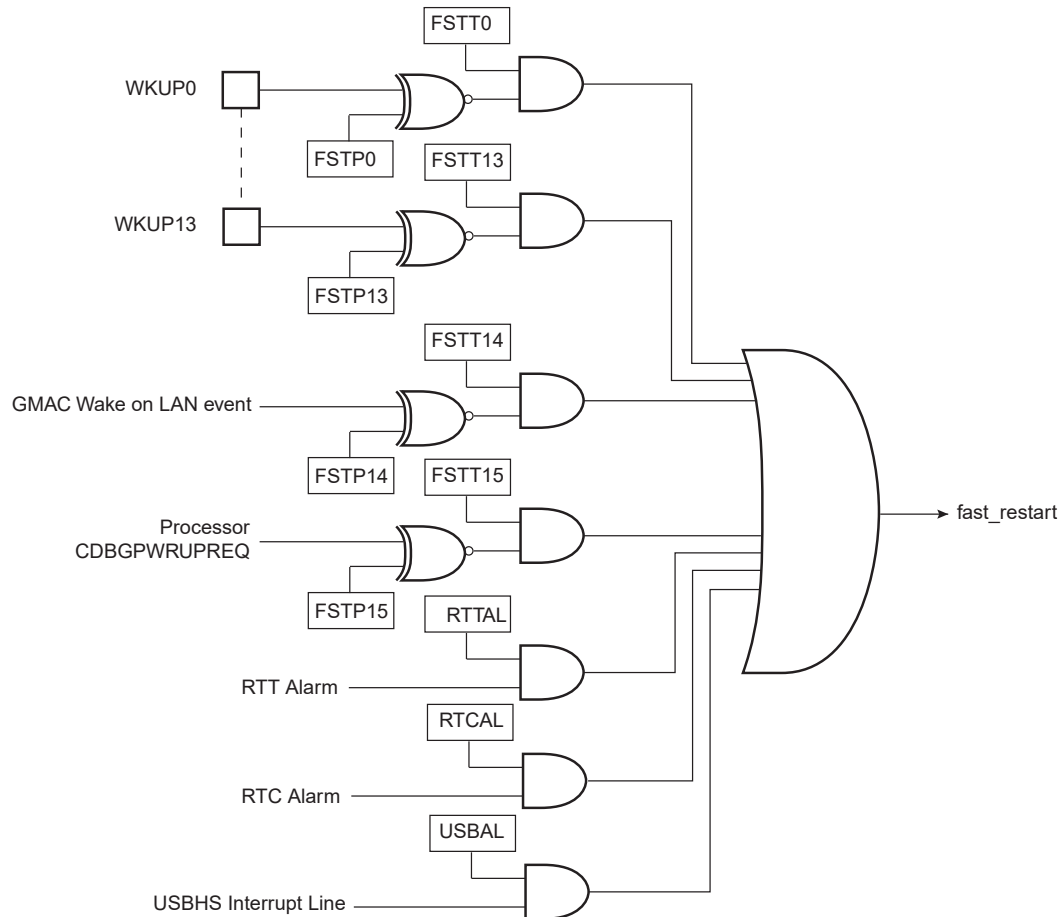 FSTT0
WKUP0
FSTP0
FSTT13
WKUP13
FSTP13
FSTT14
GMAC Wake on LAN event
FSTP14
FSTT15
Processor
CDBGPWRUPREQ
fast_restart
FSTP15
RTTAL
RTT Alarm
RTCAL
RTC Alarm
USBAL
USBHS Interrupt Line